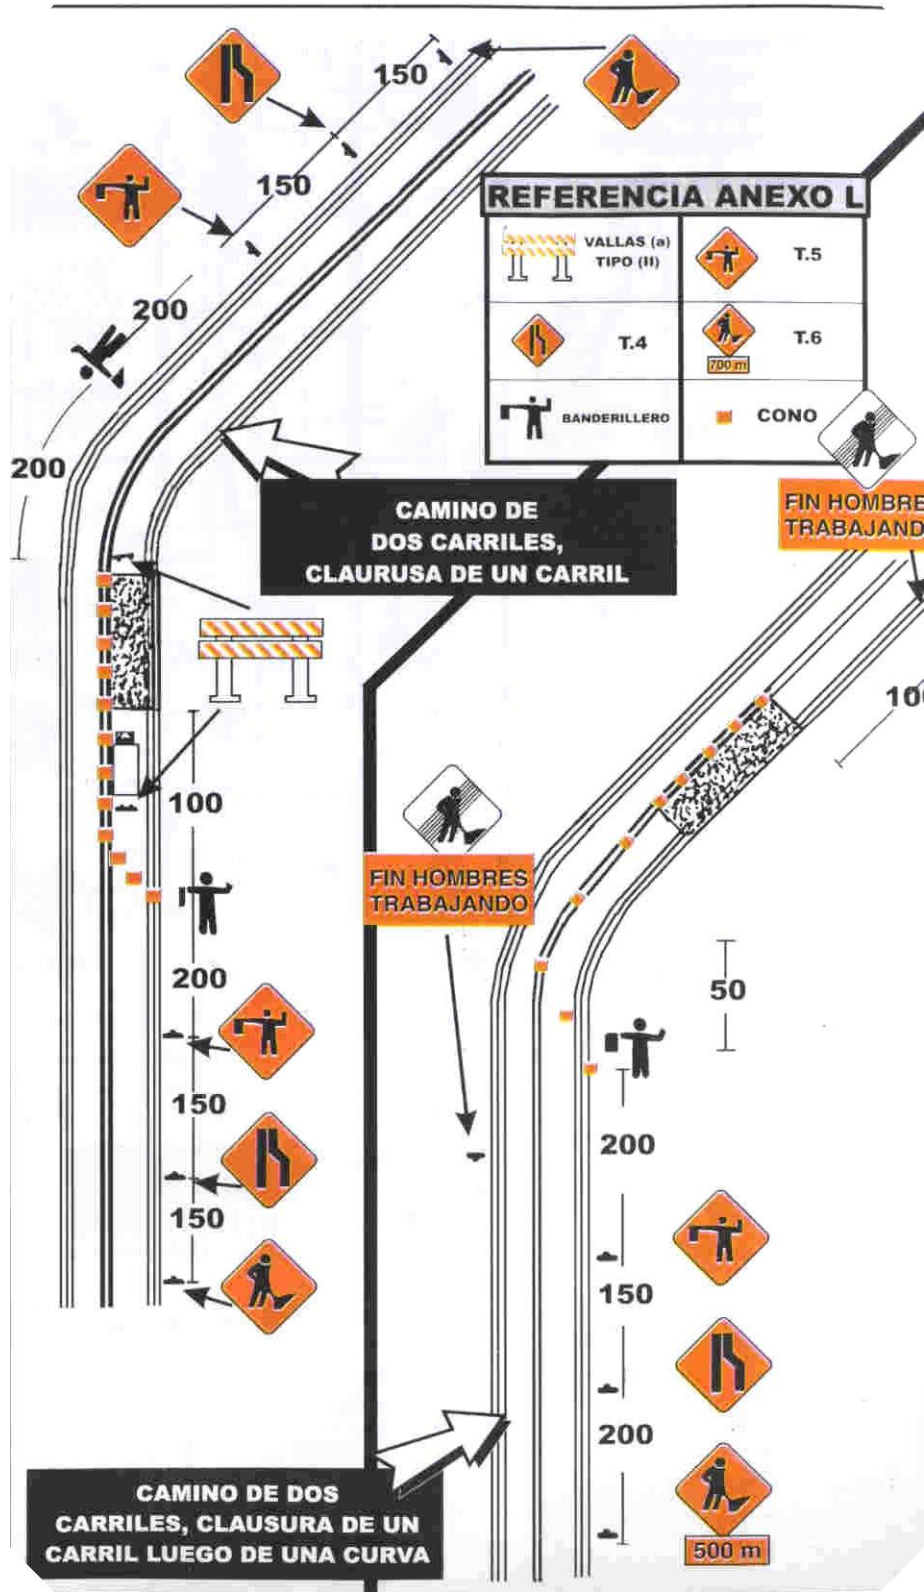 150
150
REFERENCIA ANEXO L
VALLAS (a)
TIPO (II)
T.5
T.4
T.6
700 m
BANDERILLERO
CONO
200
200
CAMINO DE
DOS CARRILES,
CLAURUSA DE UN CARRIL
FIN HOMBRE
TRABAJAND
100
100
FIN HOMBRES
TRABAJANDO
200
50
150
200
150
150
200
CAMINO DE DOS
CARRILES, CLAUSURA DE UN
CARRIL LUEGO DE UNA CURVA
500 m